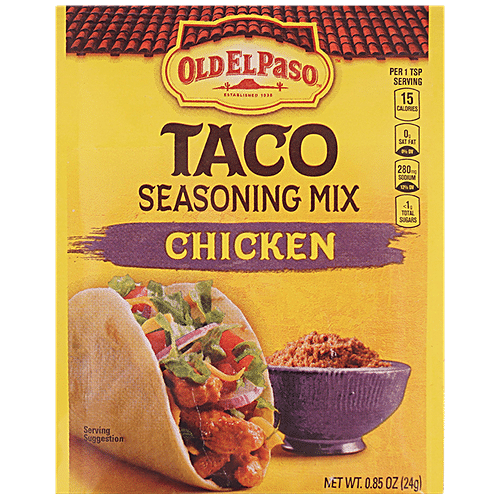 OLD EL PASO
ESTABLISHED 1938
TACO
SEASONING MIX
CHICKEN
PER 1 TSP
SERVING
15
CALORIES
0g
SAT FAT
0% DV
280mg
SODIUM
12% DV
<1g
TOTAL
SUGARS
Serving
Suggestion
NET WT. 0.85 OZ (24g)